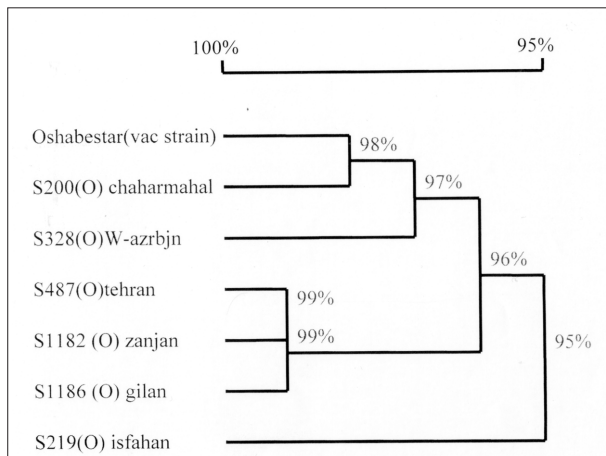 100% 95%
Oshabestar(vac strain)
98%
S200(O) chaharmahal
97%
S328(O)W-azrbjn
96%
S487(O)tehran
99%
S1182 (O) zanjan
99%
95%
S1186 (O) gilan
S219(O) isfahan